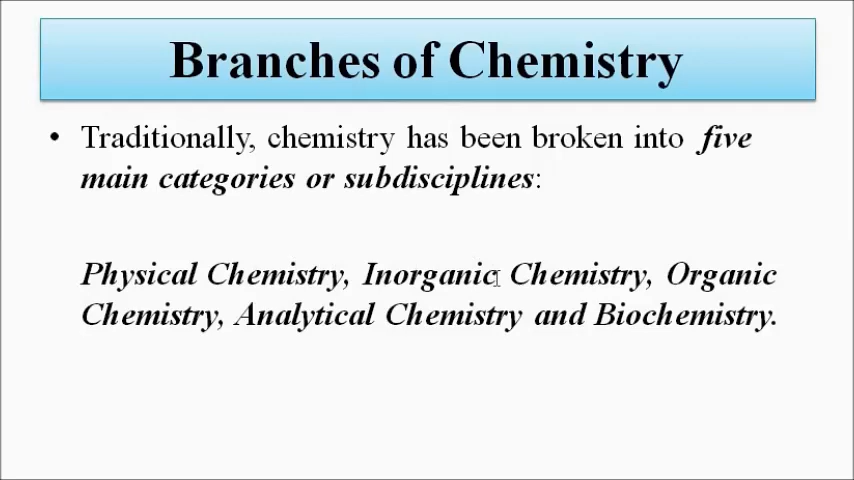 Branches of Chemistry
• Traditionally, chemistry has been broken into five
main categories or subdisciplines:
Physical Chemistry, Inorganic Chemistry, Organic
Chemistry, Analytical Chemistry and Biochemistry.